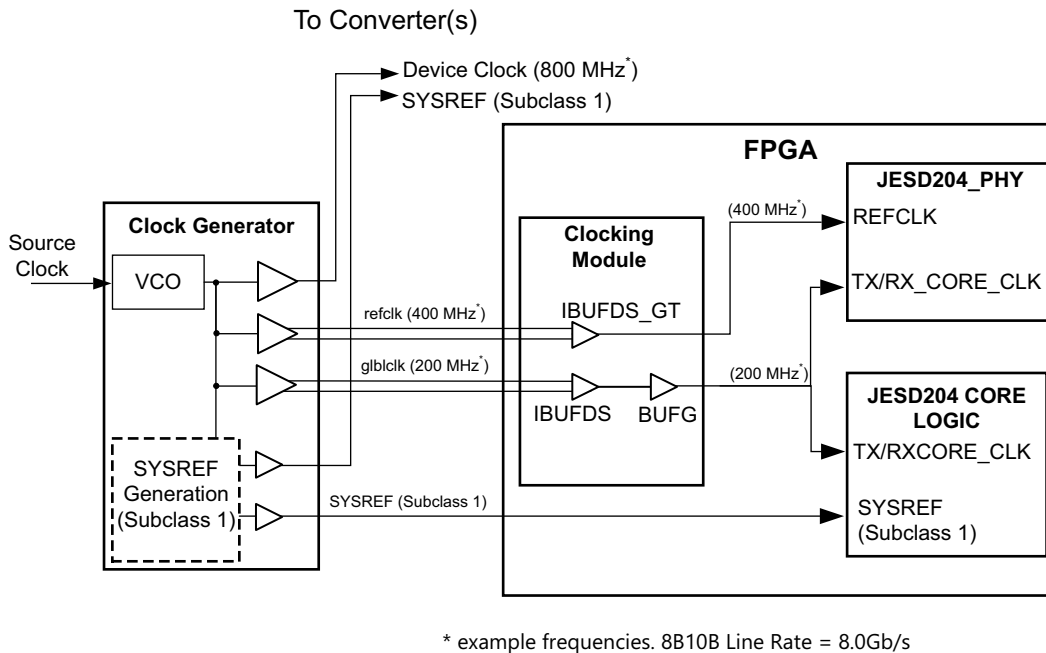 To Converter(s)
Device Clock (800 MHz*)
SYSREF (Subclass 1)
FPGA
JESD204_PHY
(400 MHz*)
REFCLK
TX/RX_CORE_CLK
Clock Generator
Source
Clock
VCO
Clocking
Module
refclk (400 MHz*)
IBUFDS_GT
glblclk (200 MHz*)
IBUFDS
BUFG
(200 MHz*)
JESD204 CORE
LOGIC
TX/RXCORE_CLK
SYSREF
Generation
(Subclass 1)
SYSREF (Subclass 1)
SYSREF
(Subclass 1)
* example frequencies. 8B10B Line Rate = 8.0Gb/s